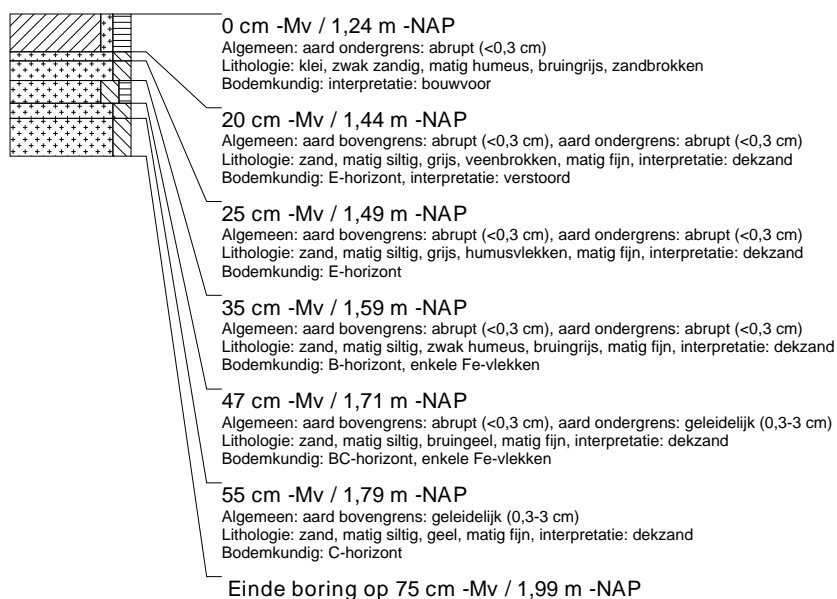 0 cm -Mv / 1,24 m -NAP
Algemeen: aard ondergrens: abrupt (<0,3 cm)
Lithologie: klei, zwak zandig, matig humeus, bruingrijs, zandbrokken
Bodemkundig: interpretatie: bouwvoor
20 cm -Mv / 1,44 m -NAP
Algemeen: aard bovengrens: abrupt (<0,3 cm), aard ondergrens: abrupt (<0,3 cm)
Lithologie: zand, matig siltig, grijs, veenbrokken, matig fijn, interpretatie: dekzand
Bodemkundig: E-horizont, interpretatie: verstoord
25 cm -Mv / 1,49 m -NAP
Algemeen: aard bovengrens: abrupt (<0,3 cm), aard ondergrens: abrupt (<0,3 cm)
Lithologie: zand, matig siltig, grijs, humusvlekken, matig fijn, interpretatie: dekzand
Bodemkundig: E-horizont
35 cm -Mv / 1,59 m -NAP
Algemeen: aard bovengrens: abrupt (<0,3 cm), aard ondergrens: abrupt (<0,3 cm)
Lithologie: zand, matig siltig, zwak humeus, bruingrijs, matig fijn, interpretatie: dekzand
Bodemkundig: B-horizont, enkele Fe-vlekken
47 cm -Mv / 1,71 m -NAP
Algemeen: aard bovengrens: abrupt (<0,3 cm), aard ondergrens: geleidelijk (0,3-3 cm)
Lithologie: zand, matig siltig, bruingeel, matig fijn, interpretatie: dekzand
Bodemkundig: BC-horizont, enkele Fe-vlekken
55 cm -Mv / 1,79 m -NAP
Algemeen: aard bovengrens: geleidelijk (0,3-3 cm)
Lithologie: zand, matig siltig, geel, matig fijn, interpretatie: dekzand
Bodemkundig: C-horizont
Einde boring op 75 cm -Mv / 1,99 m -NAP